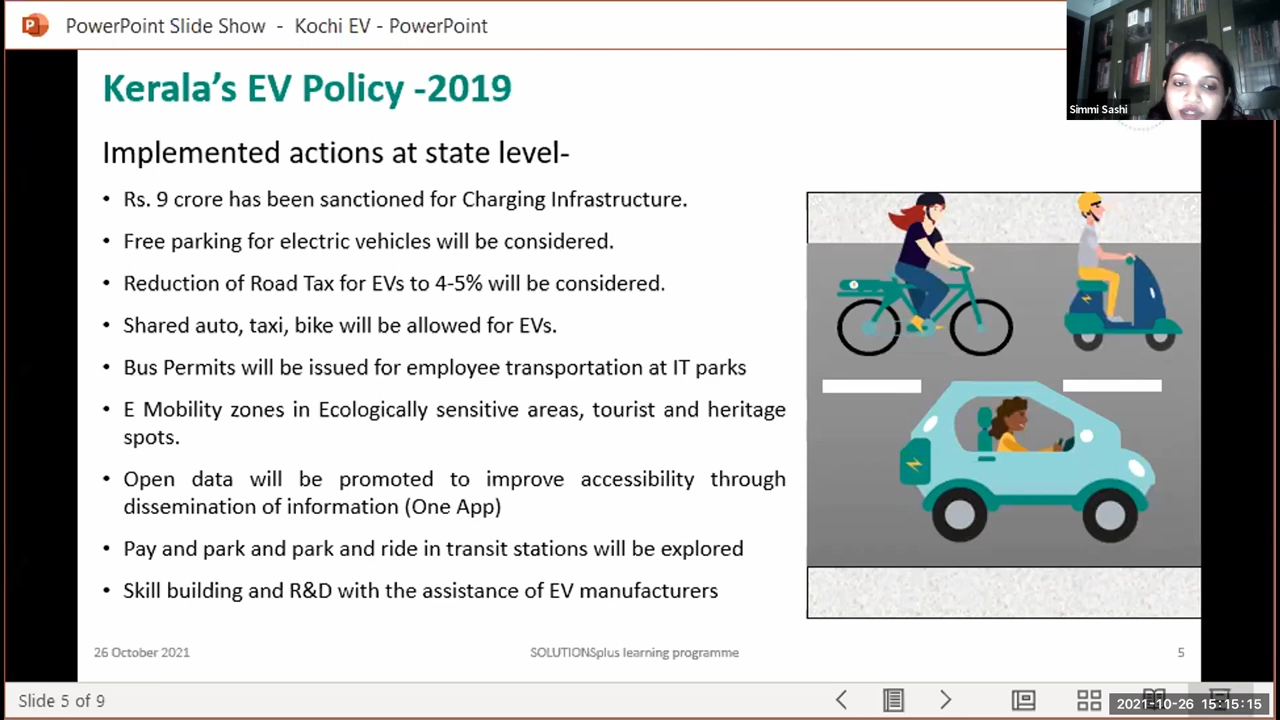 PowerPoint Slide Show - Kochi EV - PowerPoint
Simmi Sashi
Kerala's EV Policy -2019
Implemented actions at state level-
• Rs. 9 crore has been sanctioned for Charging Infrastructure.
• Free parking for electric vehicles will be considered.
• Reduction of Road Tax for EVs to 4-5% will be considered.
• Shared auto, taxi, bike will be allowed for EVs.
• Bus Permits will be issued for employee transportation at IT parks
• E Mobility zones in Ecologically sensitive areas, tourist and heritage
spots.
• Open data will be promoted to improve accessibility through
dissemination of information (One App)
• Pay and park and park and ride in transit stations will be explored
• Skill building and R&D with the assistance of EV manufacturers
26 October 2021
SOLUTIONSplus learning programme
5
Slide 5 of 9
2021-10-26 15:15:15